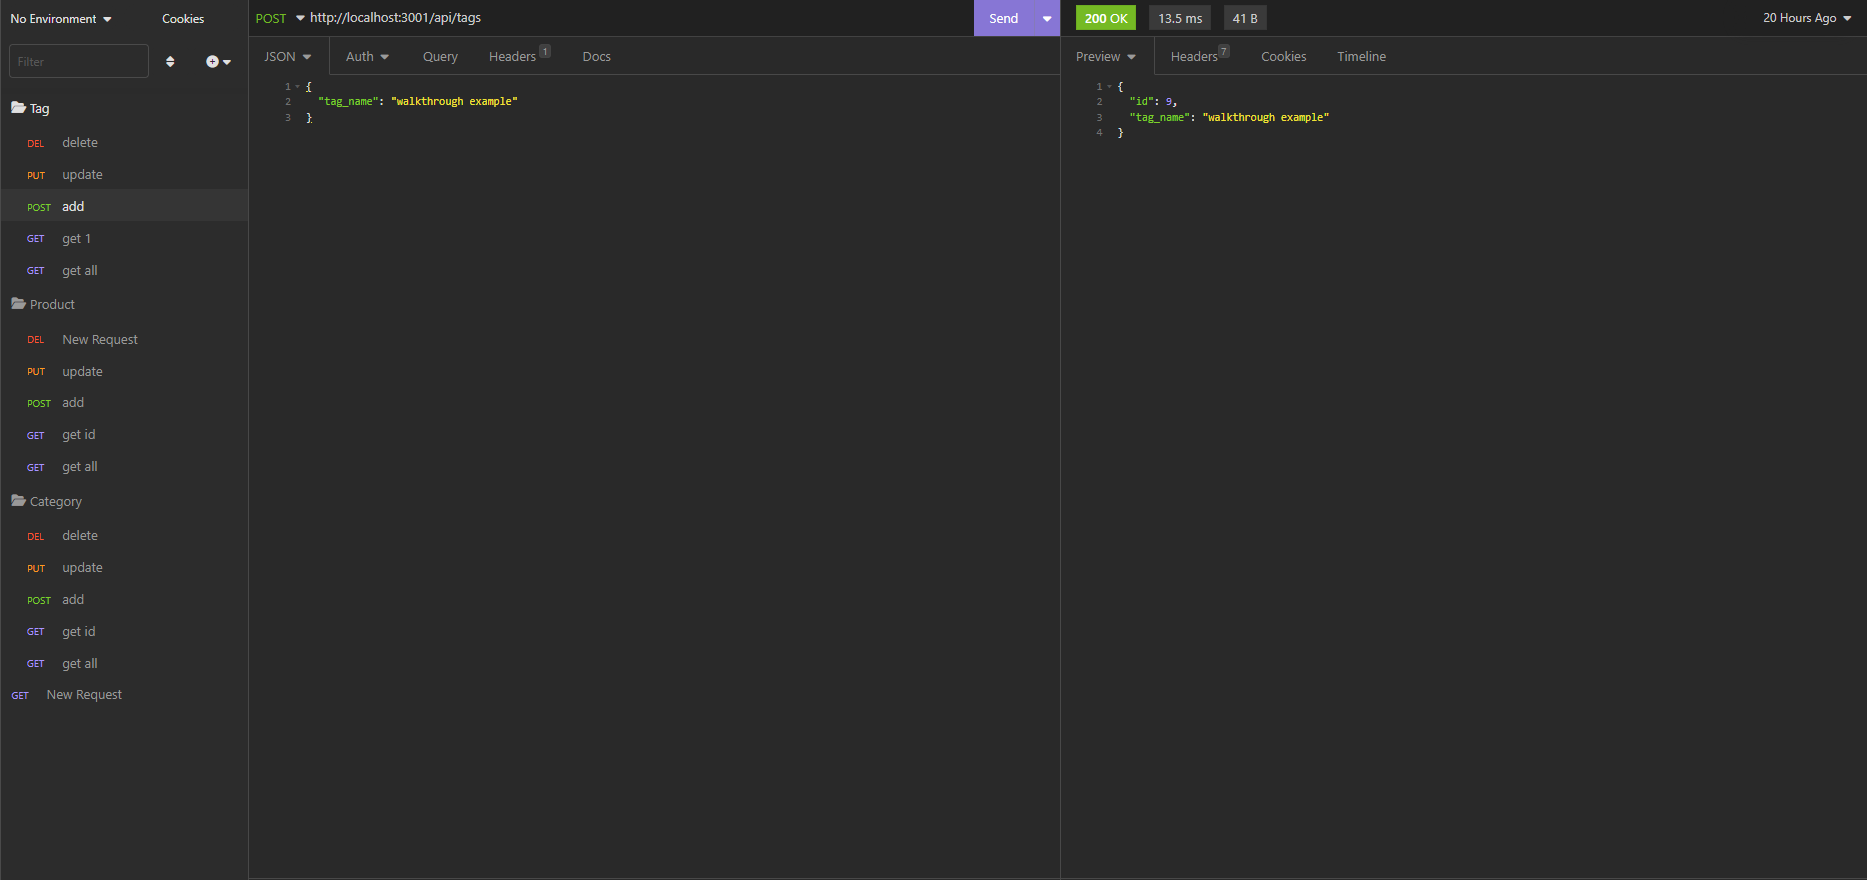 No Environment Cookies
Filter
Tag
DEL delete
PUT update
POST add
GET get 1
GET get all
Product
DEL New Request
PUT update
POST add
GET get id
GET get all
Category
DEL delete
PUT update
POST add
GET get id
GET get all
GET New Request
POST http://localhost:3001/api/tags Send
JSON Auth Query Headers 1 Docs
1 {
2 "tag_name": "walkthrough example"
3 }
200 OK 13.5 ms 41 B 20 Hours Ago
Preview Headers 7 Cookies Timeline
1 {
2 "id": 9,
3 "tag_name": "walkthrough example"
4 }